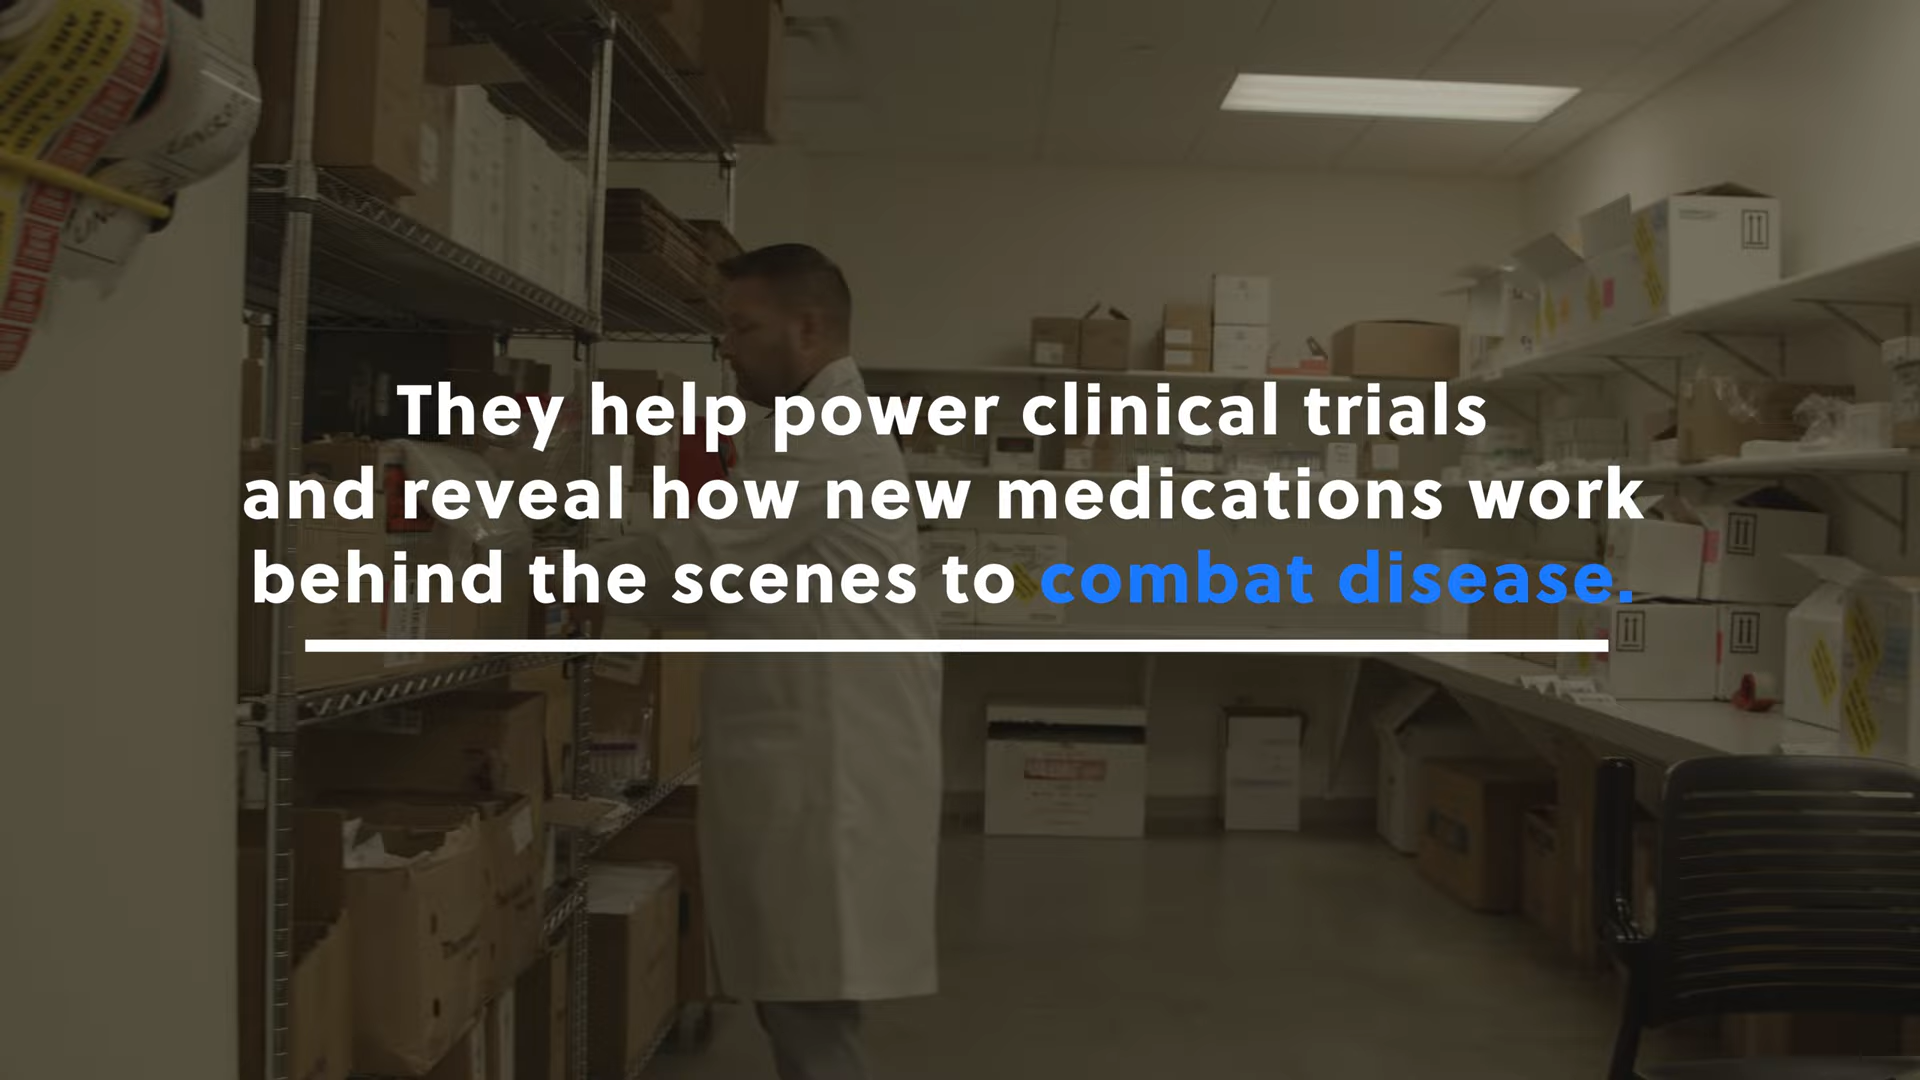 They help power clinical trials
and reveal how new medications work
behind the scenes to combat disease.